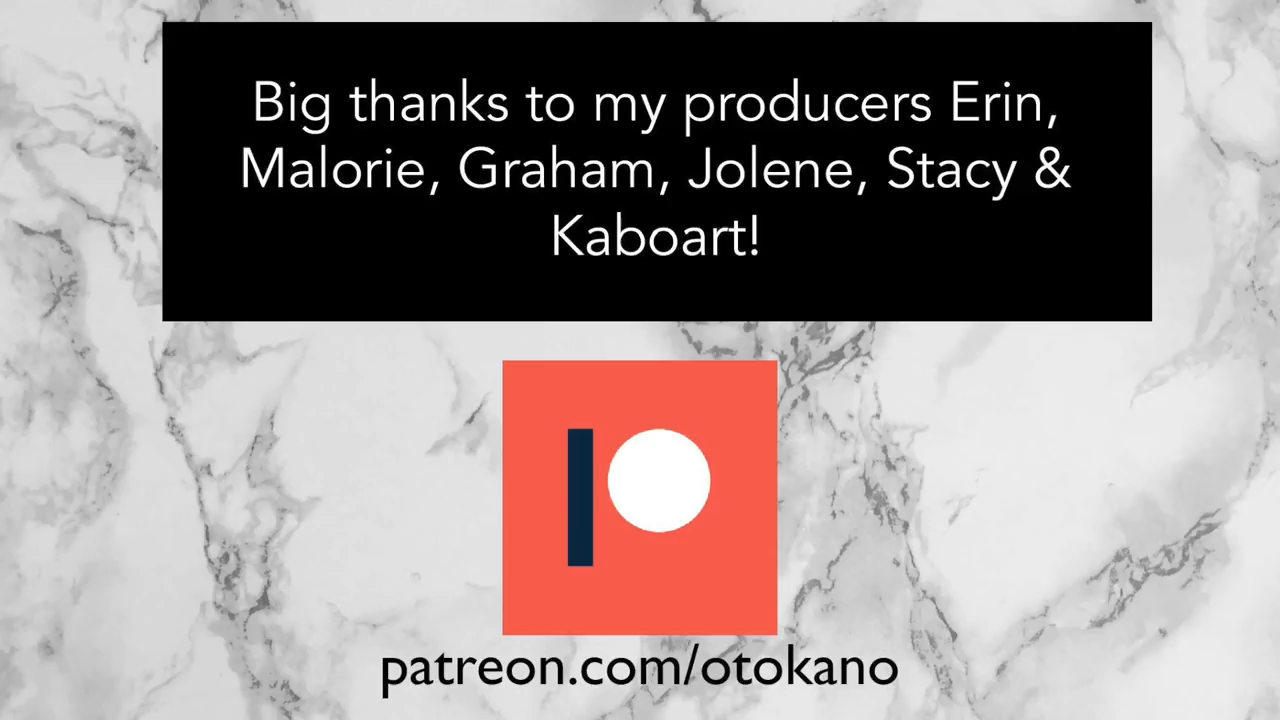 Big thanks to my producers Erin,
Malorie, Graham, Jolene, Stacy &
Kaboart!
patreon.com/otokano